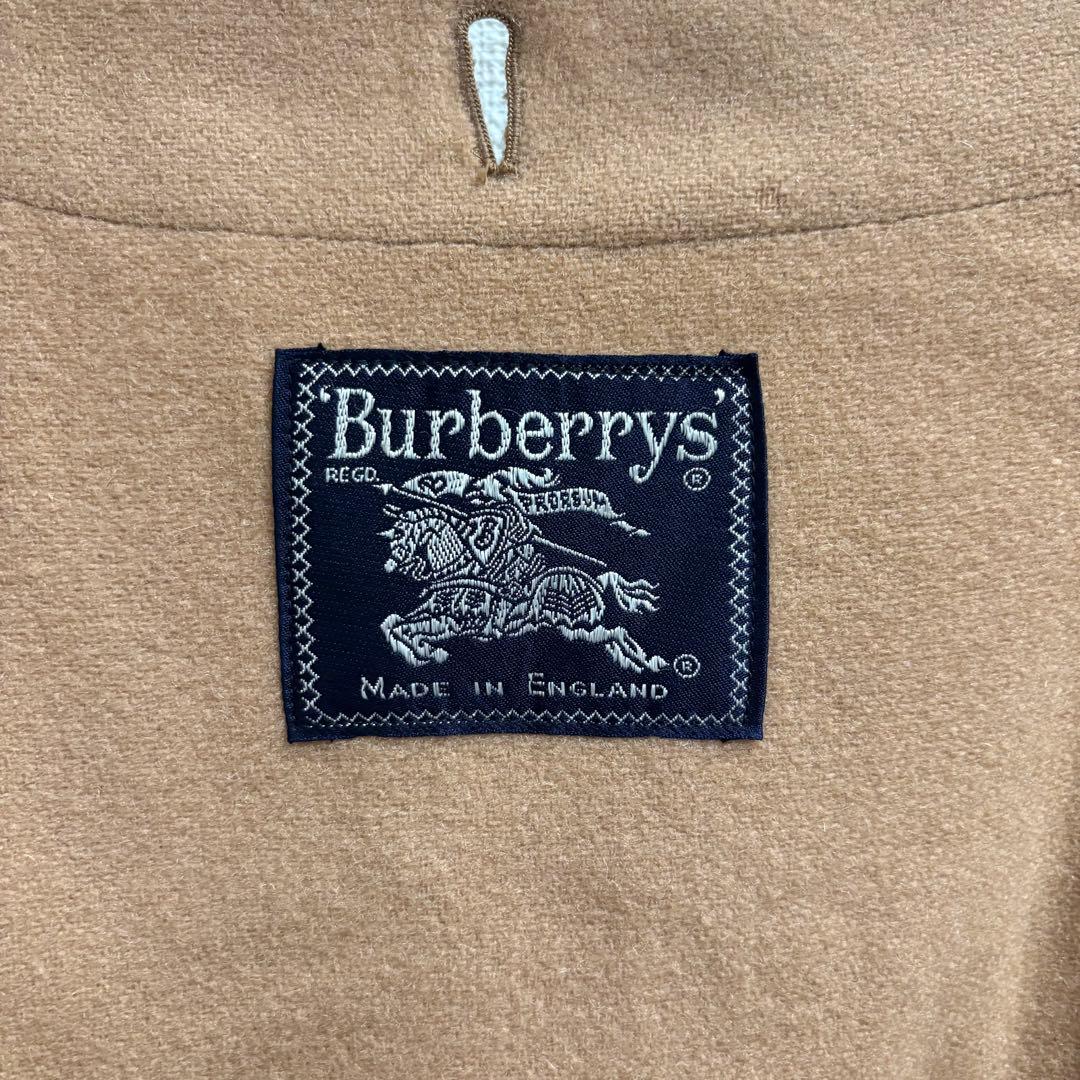 'Burberrys'
REGD. ®
PRORSUM
®
MADE IN ENGLAND